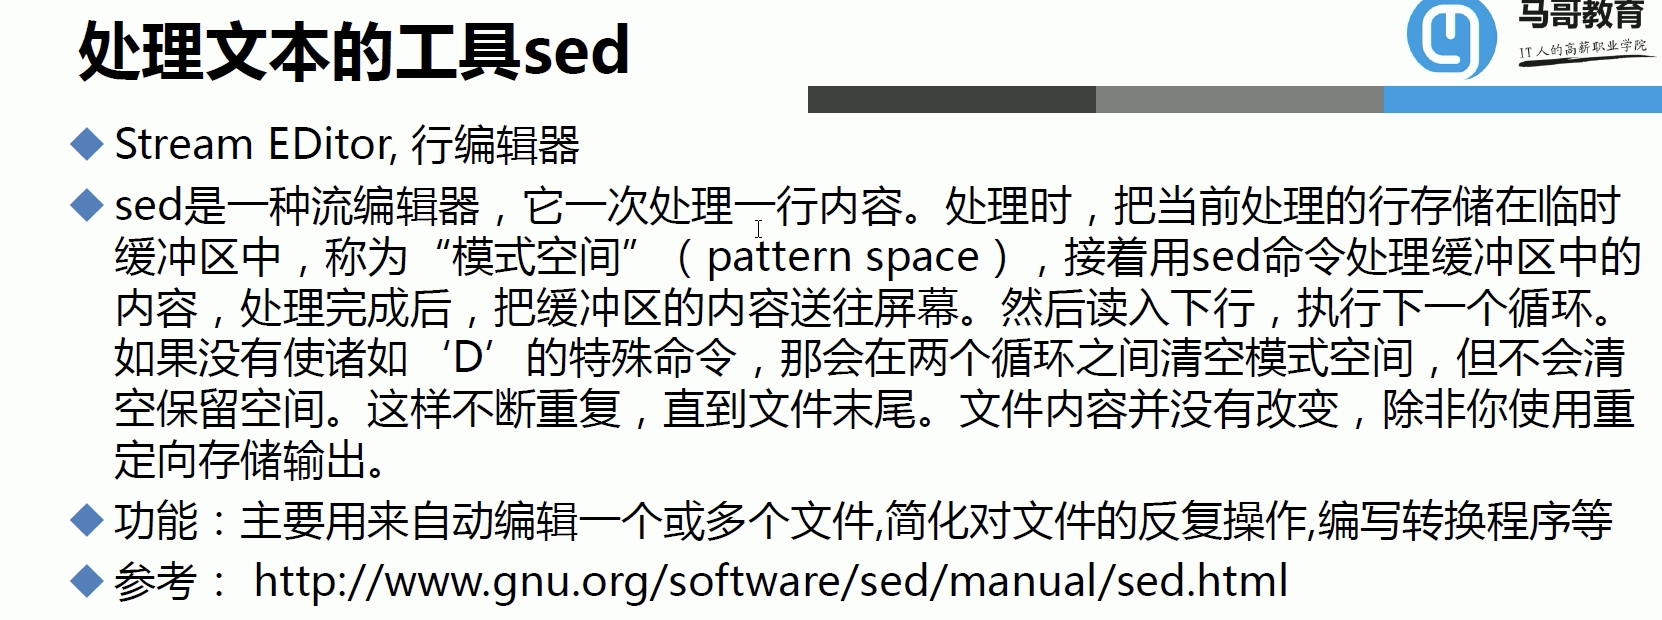 处理文本的工具sed
马哥教育
IT人的高薪职业学院
Stream EDitor, 行编辑器
sed是一种流编辑器，它一次处理一行内容。处理时，把当前处理的行存储在临时
缓冲区中，称为“模式空间”（pattern space），接着用sed命令处理缓冲区中的
内容，处理完成后，把缓冲区的内容送往屏幕。然后读入下行，执行下一个循环。
如果没有使诸如‘D’的特殊命令，那会在两个循环之间清空模式空间，但不会清
空保留空间。这样不断重复，直到文件末尾。文件内容并没有改变，除非你使用重
定向存储输出。
功能：主要用来自动编辑一个或多个文件,简化对文件的反复操作,编写转换程序等
参考： http://www.gnu.org/software/sed/manual/sed.html